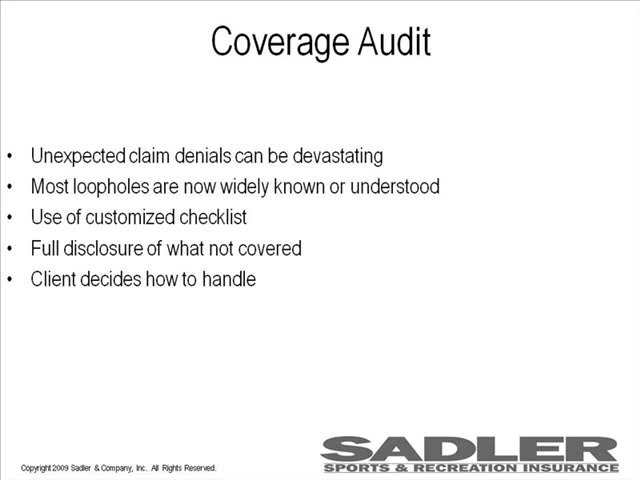 Coverage Audit
• Unexpected claim denials can be devastating
• Most loopholes are now widely known or understood
• Use of customized checklist
• Full disclosure of what not covered
• Client decides how to handle
SADLER
SPORTS & RECREATION INSURANCE
Copyright 2009 Sadler & Company, Inc. All Rights Reserved.